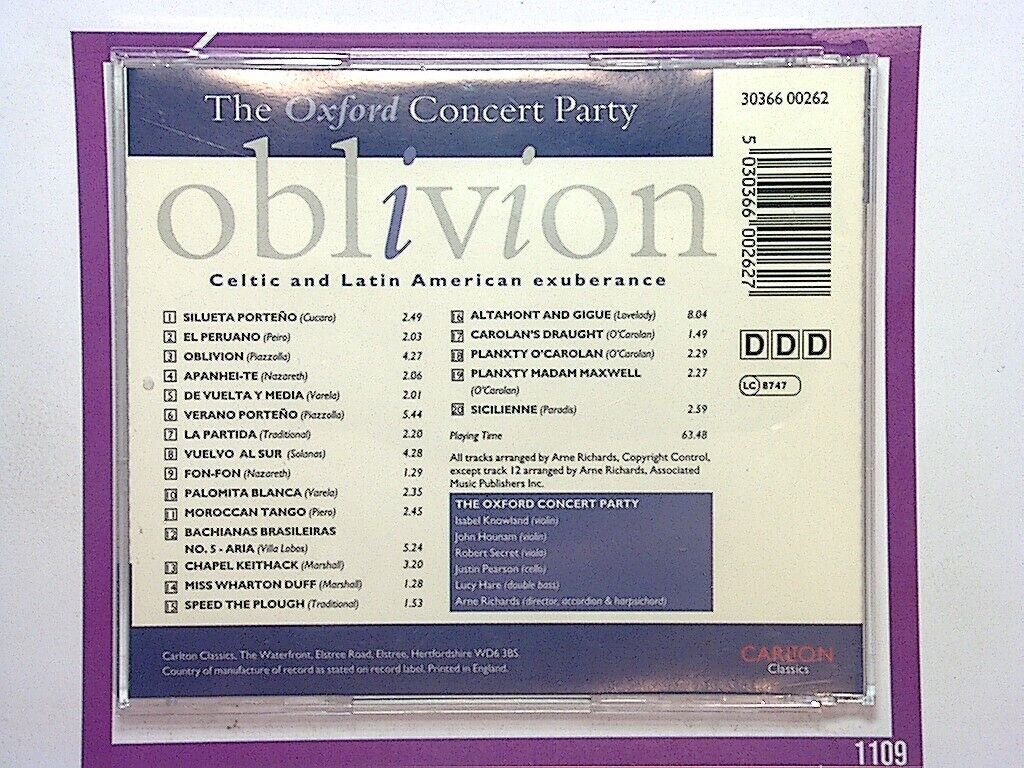 The Oxford Concert Party
oblivion
Celtic and Latin American exuberance
1 SILUETA PORTEÑO (Cucaro) 2.49
2 EL PERUANO (Peiro) 2.03
3 OBLIVION (Piazzolla) 4.27
4 APANHEI-TE (Nazareth) 2.06
5 DE VUELTA Y MEDIA (Varela) 2.01
6 VERANO PORTEÑO (Piazzolla) 5.44
7 LA PARTIDA (Traditional) 2.20
8 VUELVO AL SUR (Solanas) 4.28
9 FON-FON (Nazareth) 1.29
10 PALOMITA BLANCA (Varela) 2.35
11 MOROCCAN TANGO (Piero) 2.45
12 BACHIANAS BRASILEIRAS
NO. 5 - ARIA (Villa Lobos) 5.24
13 CHAPEL KEITHACK (Marshall) 3.20
14 MISS WHARTON DUFF (Marshall) 1.28
15 SPEED THE PLOUGH (Traditional) 1.53
16 ALTAMONT AND GIGUE (Lovelady) 8.04
17 CAROLAN'S DRAUGHT (O'Carolan) 1.49
18 PLANXTY O'CAROLAN (O'Carolan) 2.29
19 PLANXTY MADAM MAXWELL 2.27
(O'Carolan)
20 SICILIENNE (Paradis) 2.59
Playing Time 63.48
All tracks arranged by Arne Richards, Copyright Control,
except track 12 arranged by Arne Richards, Associated
Music Publishers Inc.
THE OXFORD CONCERT PARTY
Isabel Knowland (violin)
John Hounam (violin)
Robert Secret (viola)
Justin Pearson (cello)
Lucy Hare (double bass)
Arne Richards (director, accordion & harpsichord)
30366 00262
5 030366 002627
DDD
LC 8747
Carlton Classics, The Waterfront, Elstree Road, Elstree, Hertfordshire WD6 3BS.
Country of manufacture of record as stated on record label. Printed in England.
CARLTON
Classics
1109